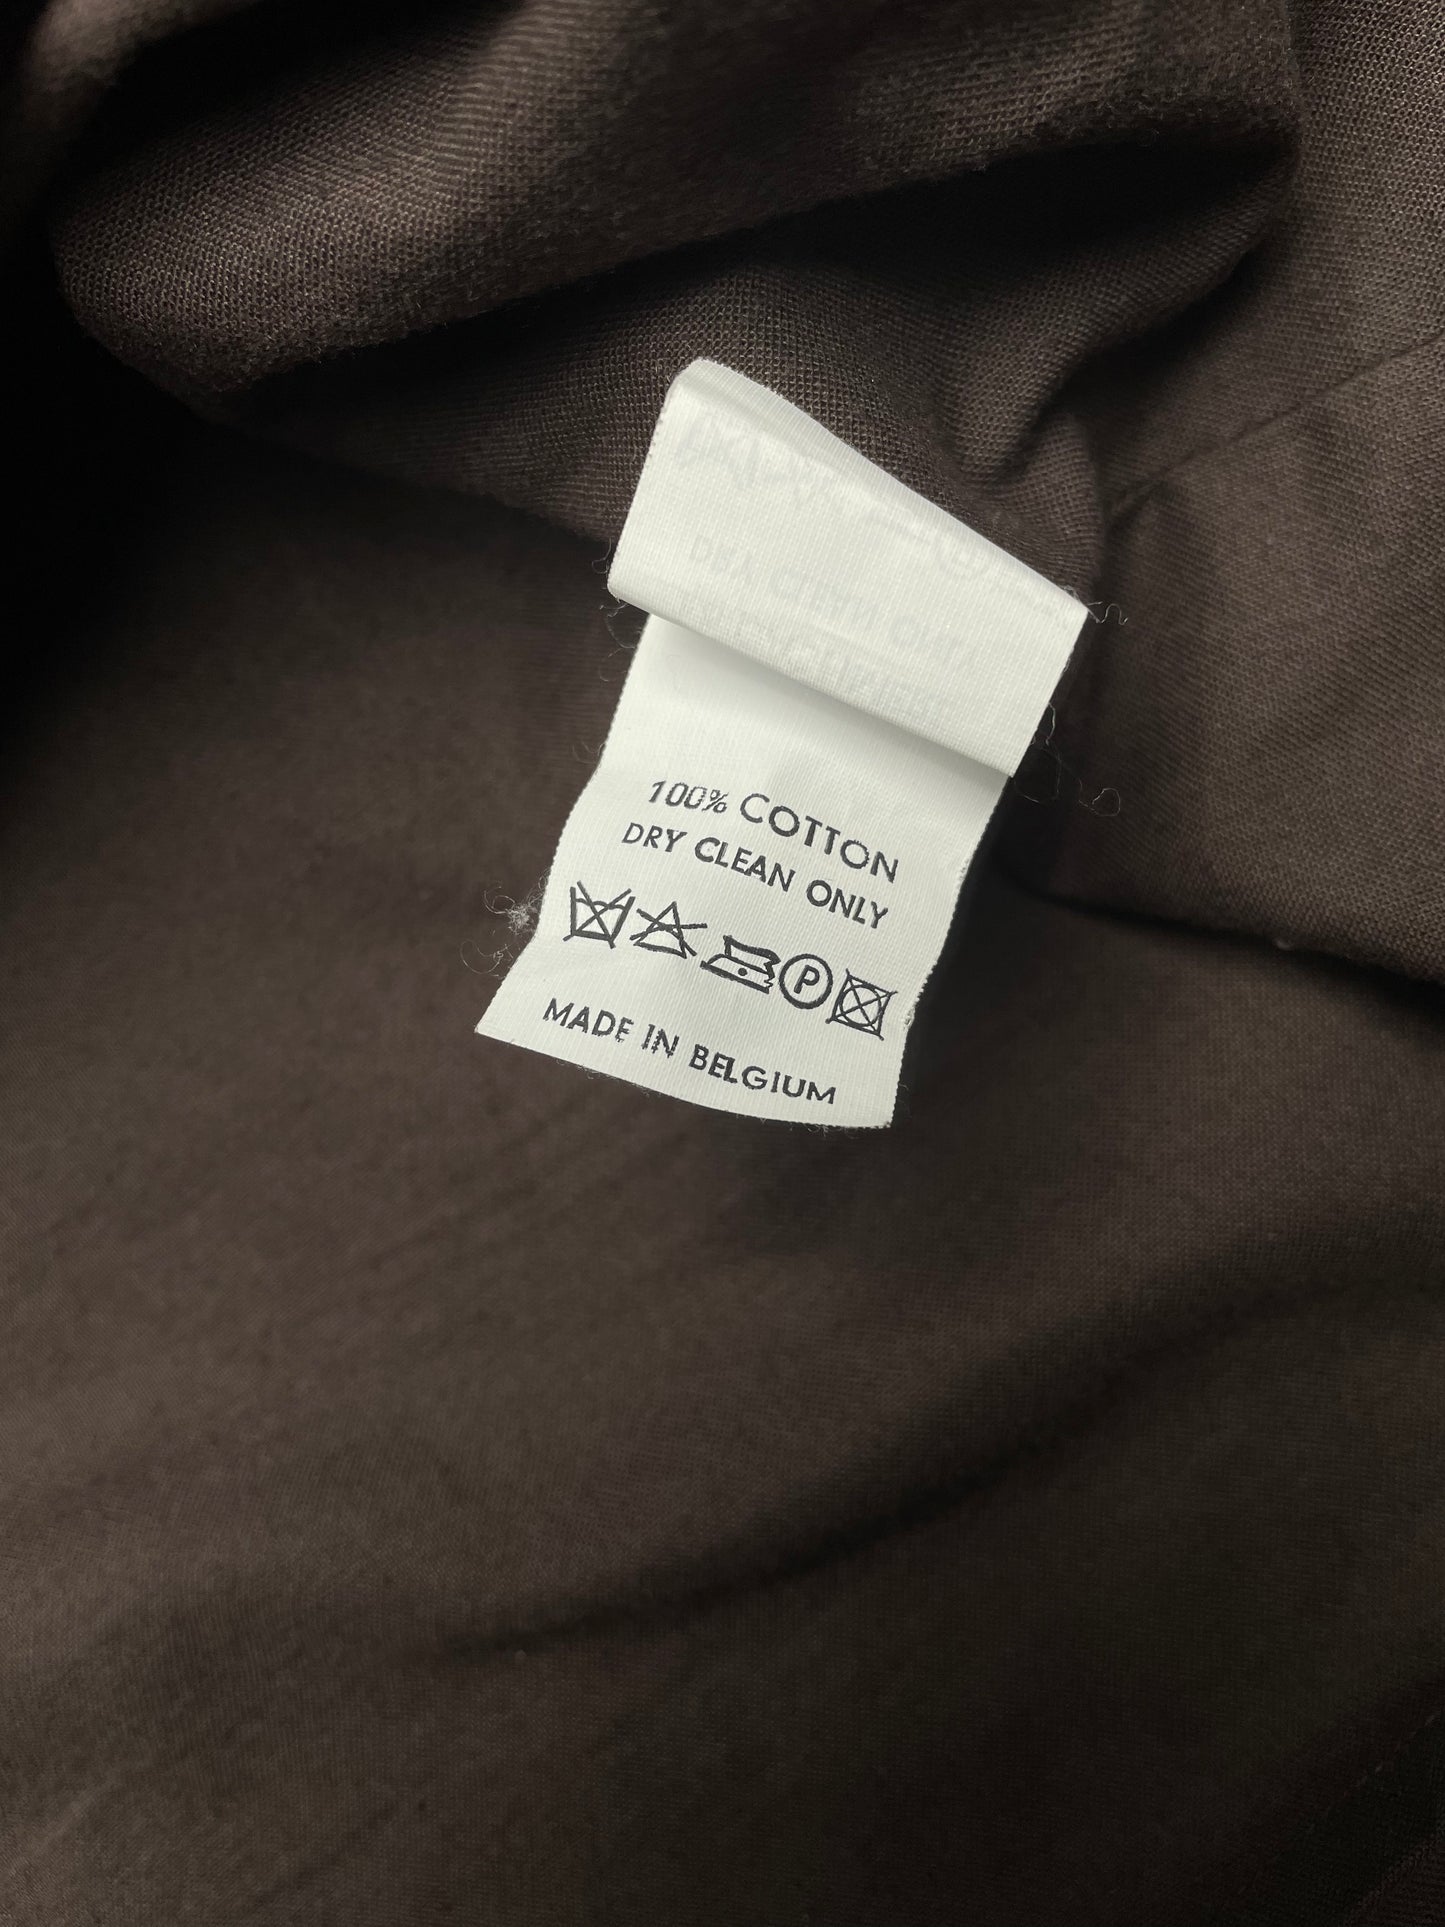 100% COTTON
DRY CLEAN ONLY
P
MADE IN BELGIUM